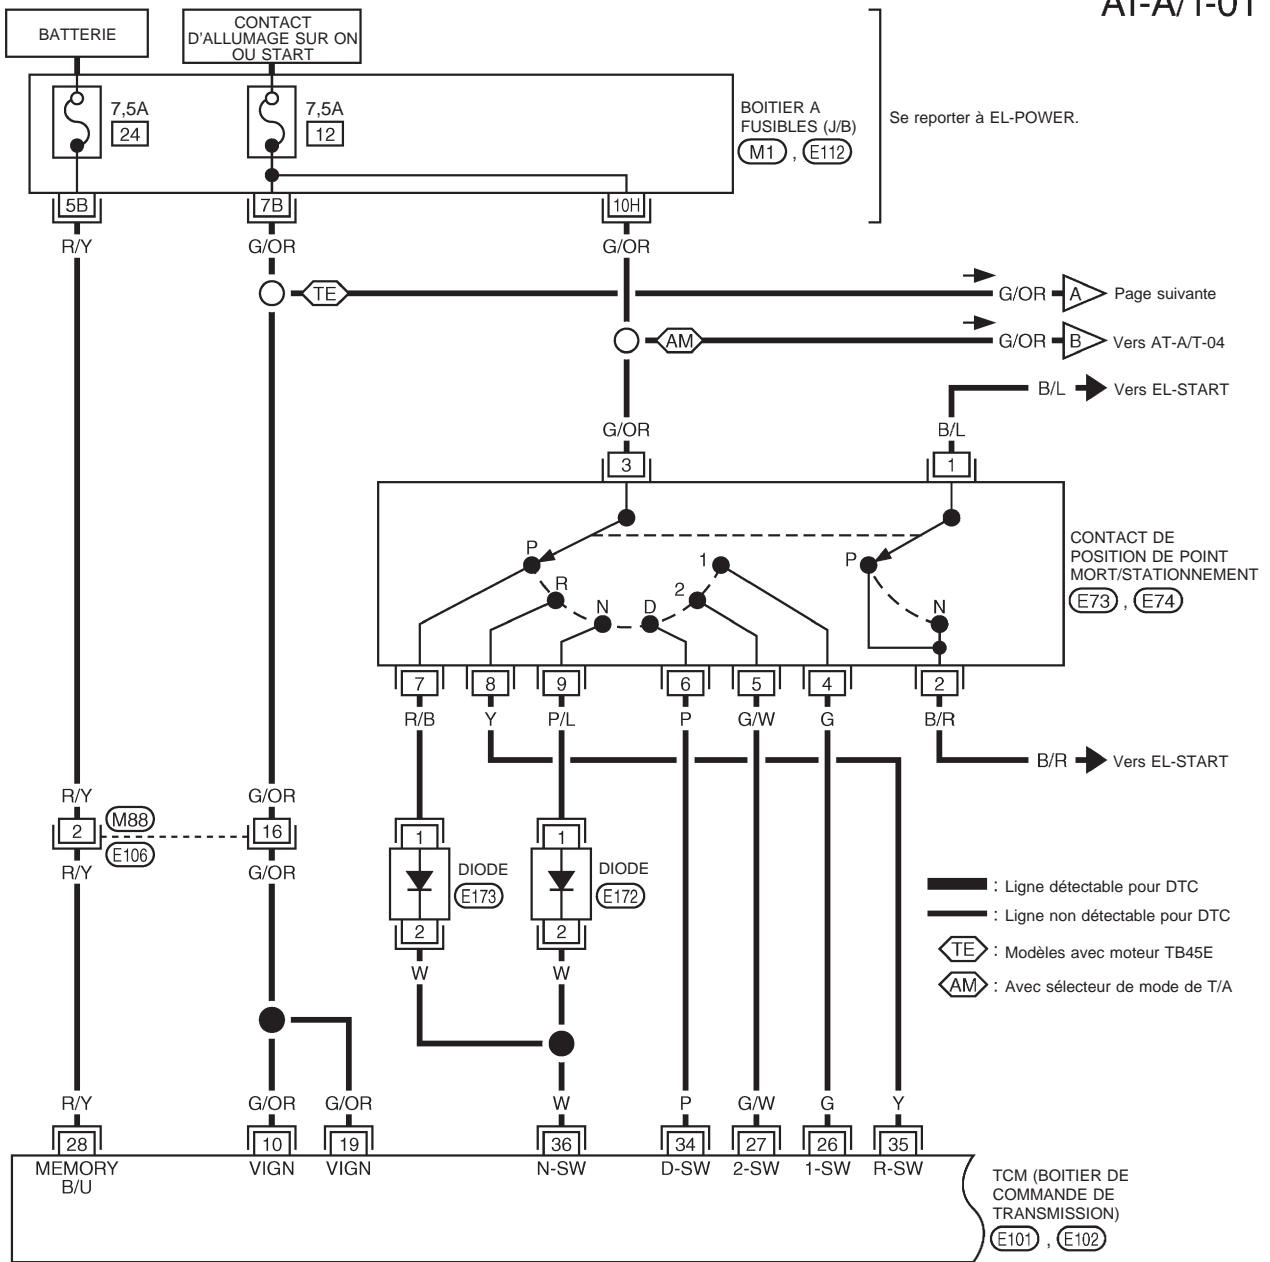 AT-A/T-01
BATTERIE
CONTACT
D'ALLUMAGE SUR ON
OU START
7,5A
24
7,5A
12
BOITIER A
FUSIBLES (J/B)
M1 , E112
Se reporter à EL-POWER.
5B 7B 10H
R/Y G/OR G/OR
TE G/OR A Page suivante
AM G/OR B Vers AT-A/T-04
B/L Vers EL-START
G/OR B/L
3 1
CONTACT DE
POSITION DE POINT
MORT/STATIONNEMENT
E73 , E74
P R N D 2 1 P N
7 8 9 6 5 4 2
R/B Y P/L P G/W G B/R
B/R Vers EL-START
R/Y G/OR
2 M88 16
E106
R/Y G/OR
1 1
DIODE
E173
DIODE
E172
2 2
W W
: Ligne détectable pour DTC
: Ligne non détectable pour DTC
TE : Modèles avec moteur TB45E
AM : Avec sélecteur de mode de T/A
R/Y G/OR G/OR W P G/W G Y
28 10 19 36 34 27 26 35
MEMORY
B/U
VIGN VIGN N-SW D-SW 2-SW 1-SW R-SW
TCM (BOITIER DE
COMMANDE DE
TRANSMISSION)
E101 , E102